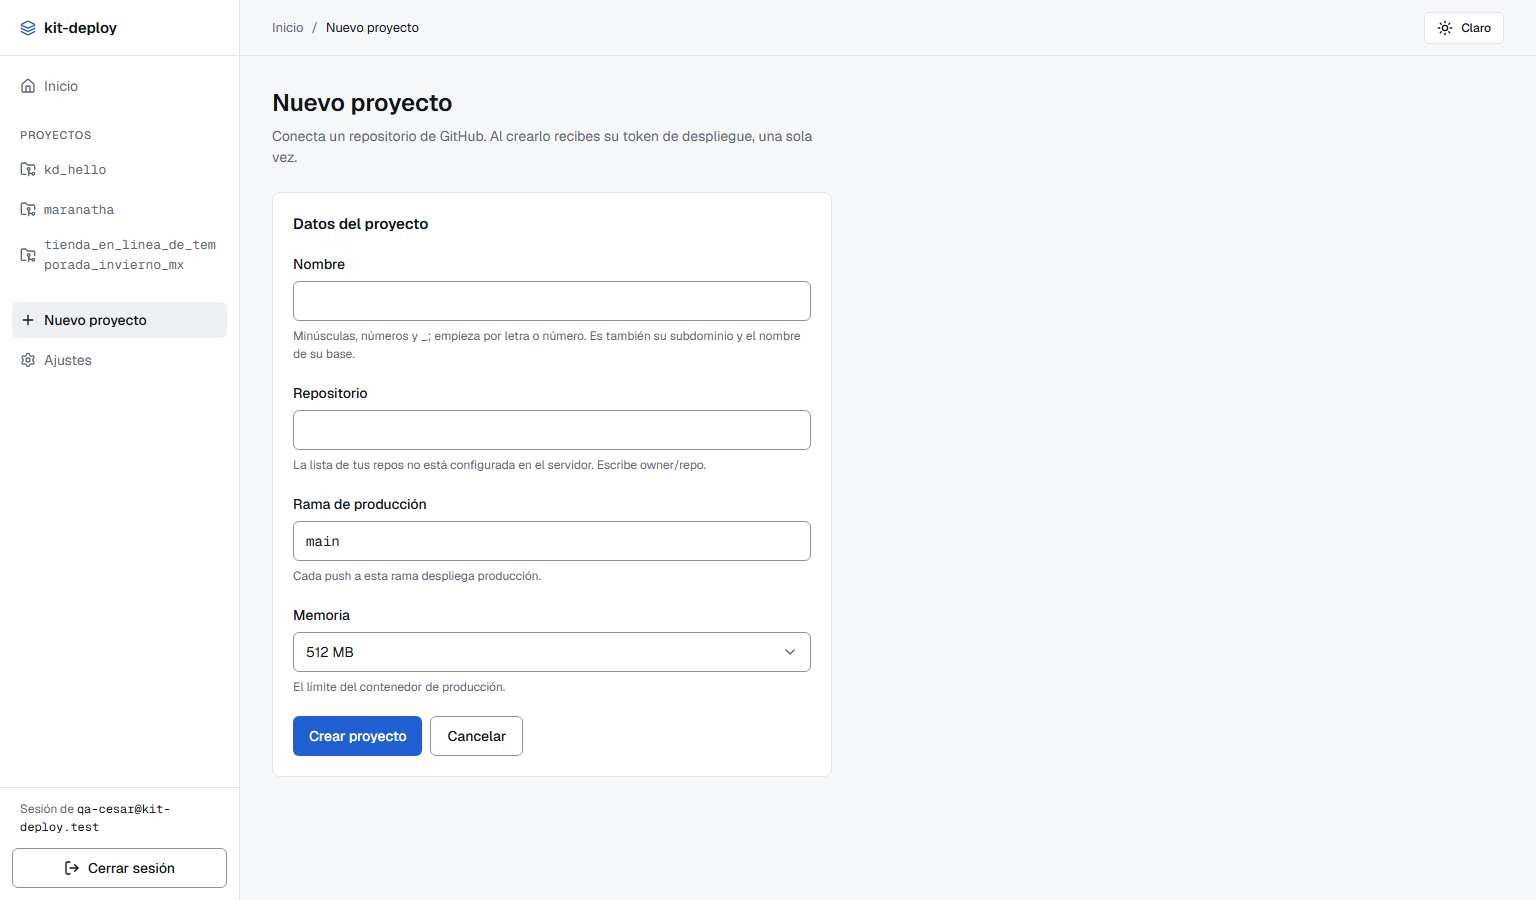 kit-deploy
Inicio / Nuevo proyecto
Claro
Inicio
PROYECTOS
kd_hello
maranatha
tienda_en_linea_de_tem
porada_invierno_mx
Nuevo proyecto
Ajustes
Sesión de qa-cesar@kit-
deploy.test
Cerrar sesión
Nuevo proyecto
Conecta un repositorio de GitHub. Al crearlo recibes su token de despliegue, una sola
vez.
Datos del proyecto
Nombre
Minúsculas, números y _; empieza por letra o número. Es también su subdominio y el nombre
de su base.
Repositorio
La lista de tus repos no está configurada en el servidor. Escribe owner/repo.
Rama de producción
main
Cada push a esta rama despliega producción.
Memoria
512 MB
El límite del contenedor de producción.
Crear proyecto
Cancelar